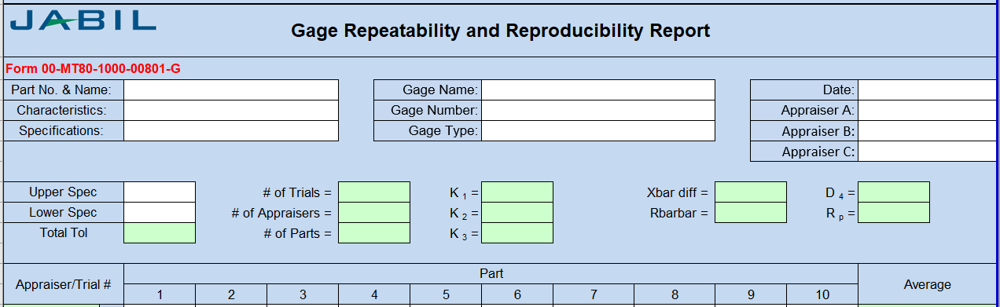 JABIL
Gage Repeatability and Reproducibility Report
Form 00-MT80-1000-00801-G
Part No. & Name: Gage Name: Date:
Characteristics: Gage Number: Appraiser A:
Specifications: Gage Type: Appraiser B:
Appraiser C:
Upper Spec # of Trials = K 1 = Xbar diff = D 4 =
Lower Spec # of Appraisers = K 2 = Rbarbar = R p =
Total Tol # of Parts = K 3 =
Appraiser/Trial # Part Average
1 2 3 4 5 6 7 8 9 10